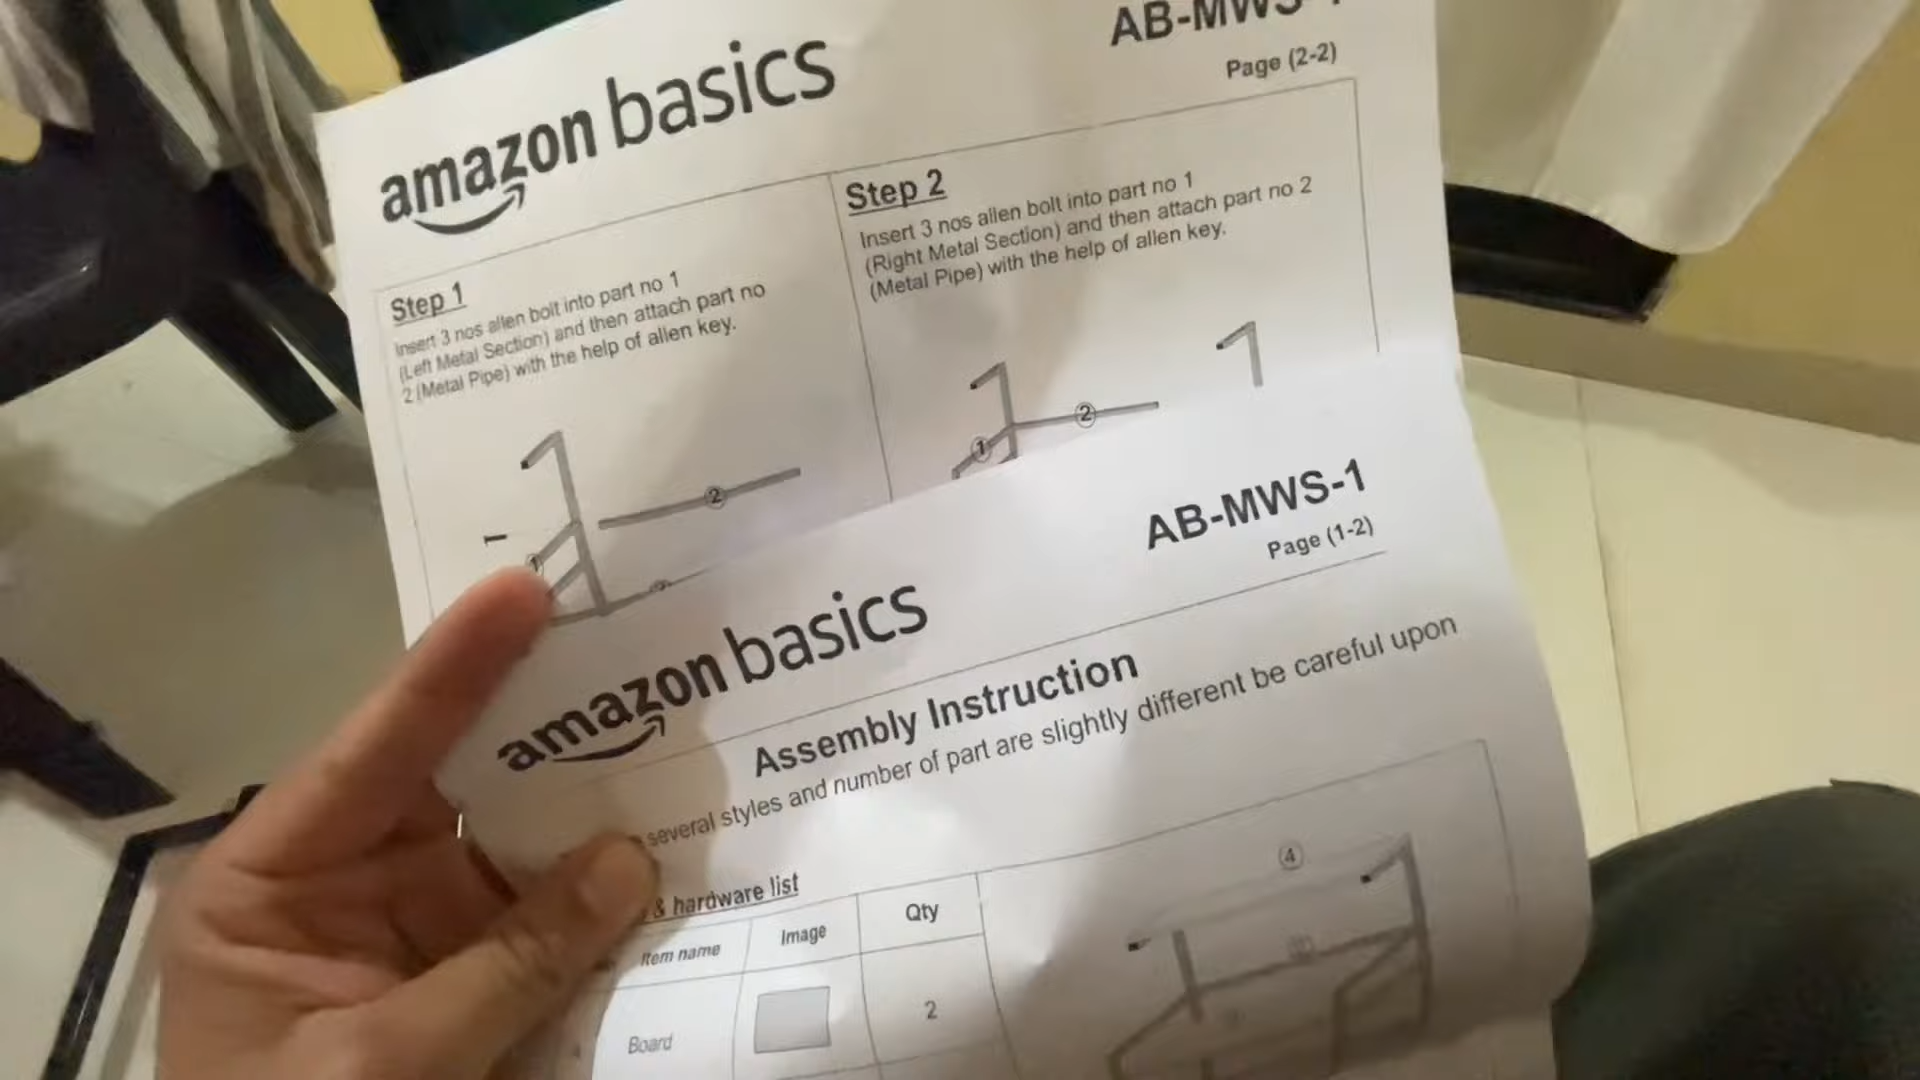 amazon basics
Page (2-2)
Step 1
Insert 3 nos allen bolt into part no 1
(Left Metal Section) and then attach part no
2 (Metal Pipe) with the help of allen key.
1
2
Step 2
Insert 3 nos allen bolt into part no 1
(Right Metal Section) and then attach part no 2
(Metal Pipe) with the help of allen key.
1
2
amazon basics
AB-MWS-1
Page (1-2)
Assembly Instruction
several styles and number of part are slightly different be careful upon
& hardware list
Item name Image Qty
Board 2
4